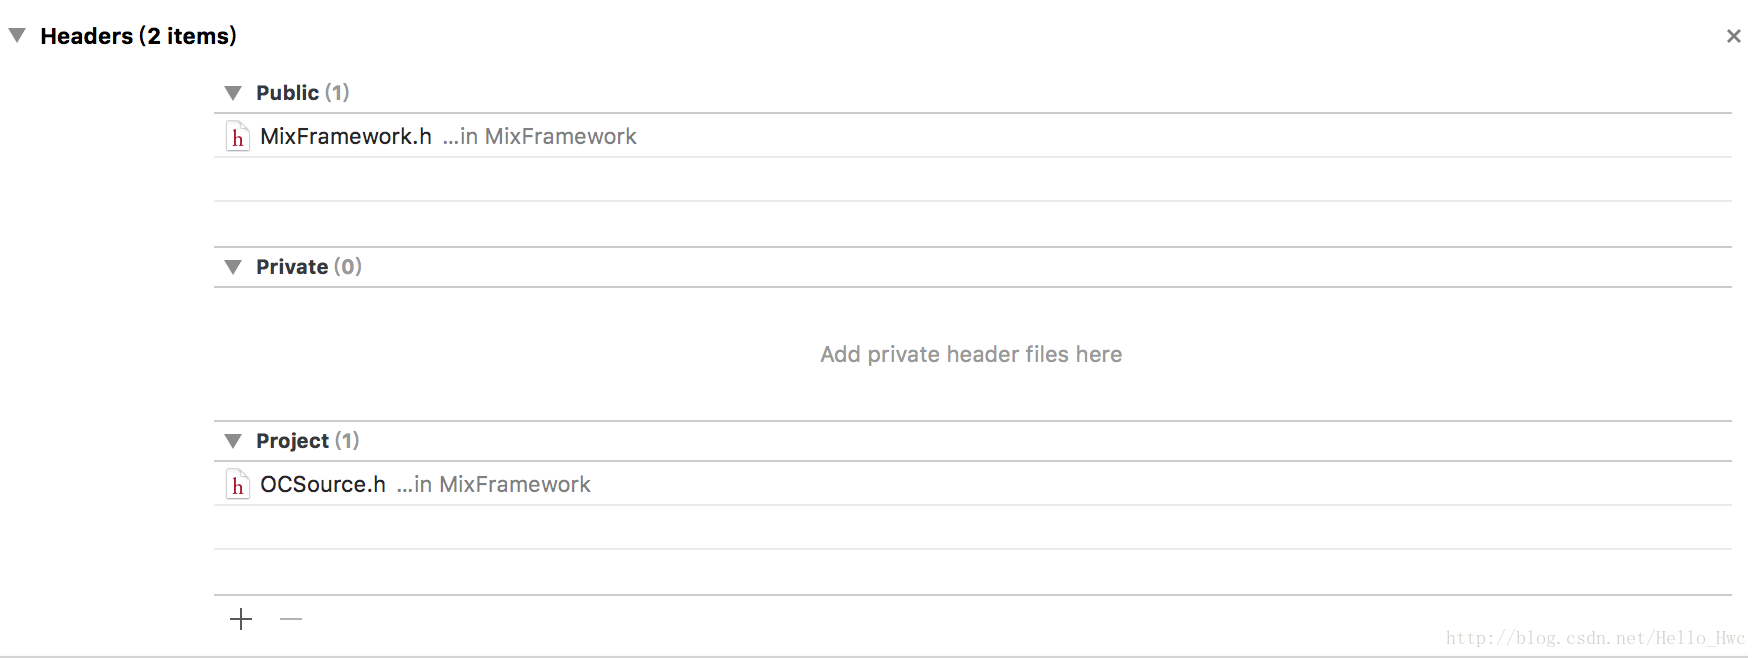 Headers (2 items)
Public (1)
h MixFramework.h ...in MixFramework
Private (0)
Add private header files here
Project (1)
h OCSource.h ...in MixFramework
http://blog.csdn.net/Hello_Hwc